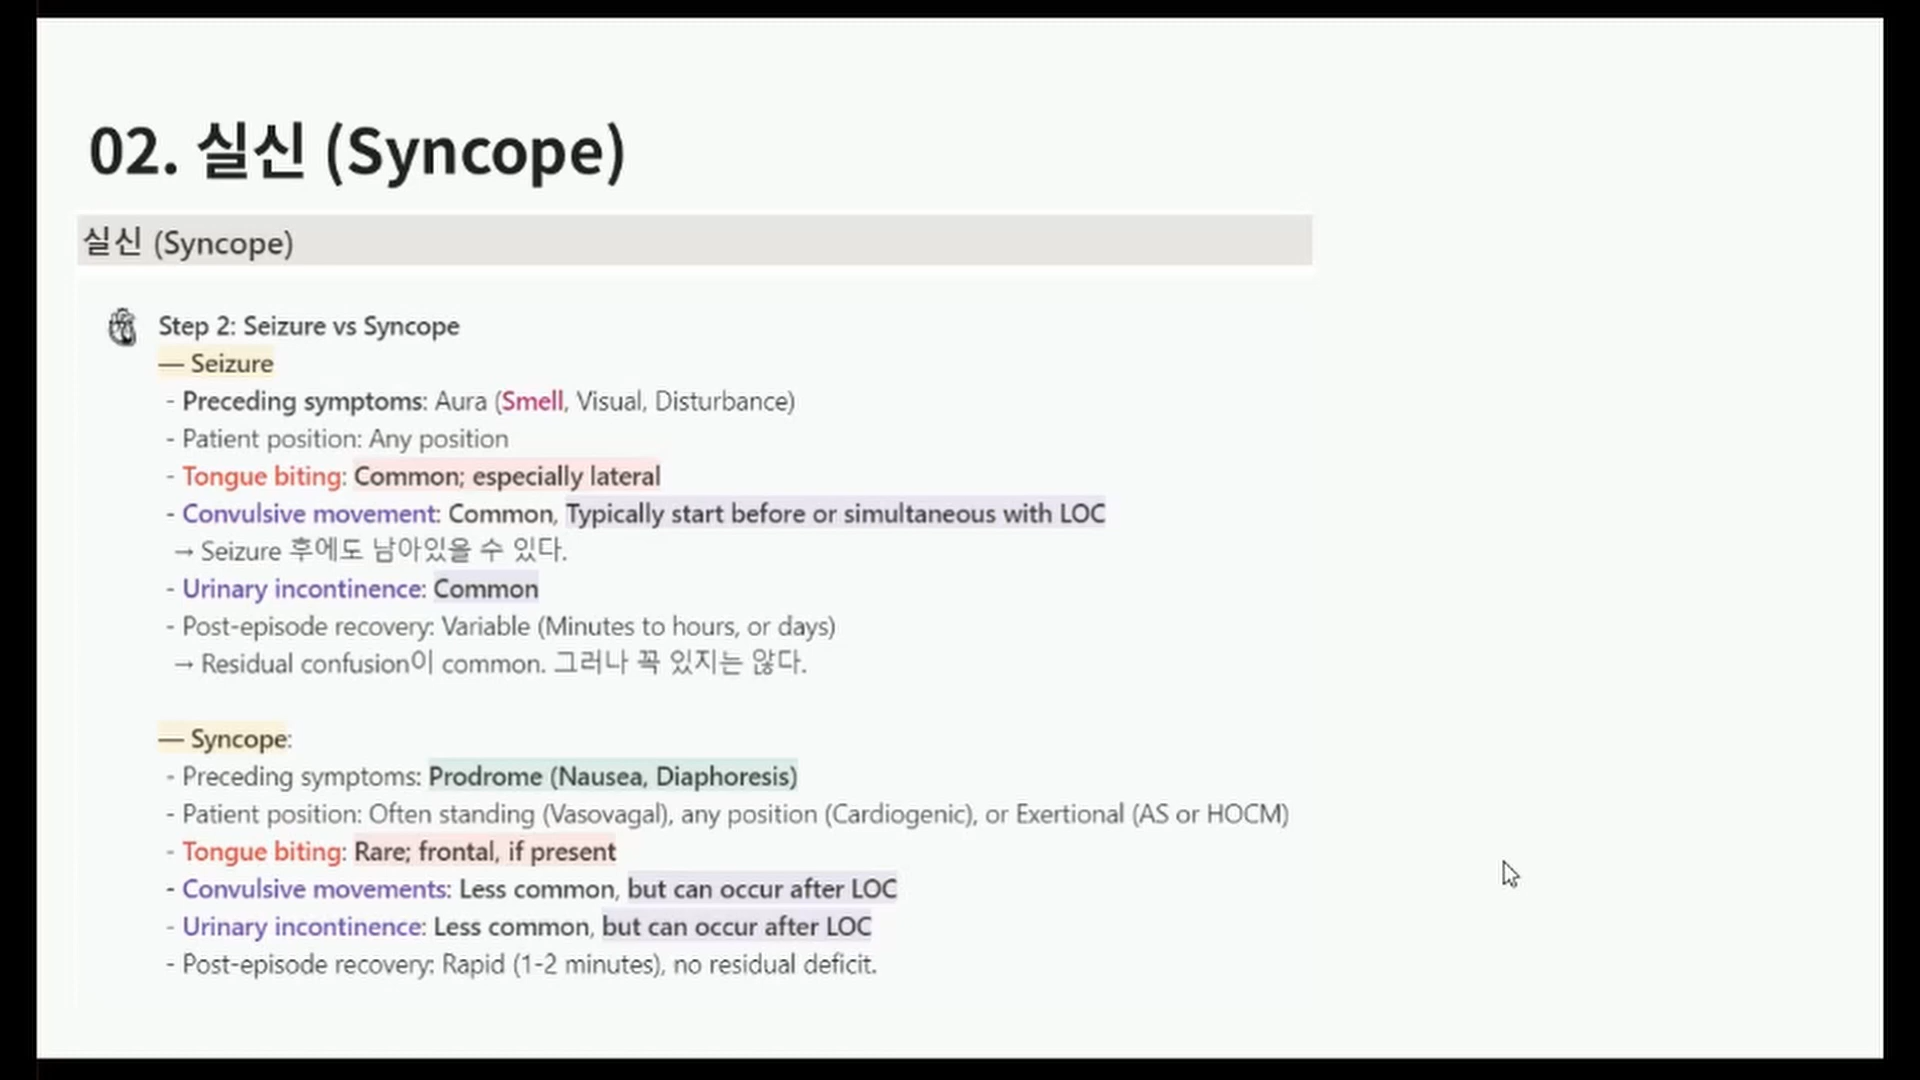 02. 실신 (Syncope)
실신 (Syncope)
Step 2: Seizure vs Syncope
— Seizure
- Preceding symptoms: Aura (Smell, Visual, Disturbance)
- Patient position: Any position
- Tongue biting: Common; especially lateral
- Convulsive movement: Common, Typically start before or simultaneous with LOC
→ Seizure 후에도 남아있을 수 있다.
- Urinary incontinence: Common
- Post-episode recovery: Variable (Minutes to hours, or days)
→ Residual confusion이 common. 그러나 꼭 있지는 않다.
— Syncope:
- Preceding symptoms: Prodrome (Nausea, Diaphoresis)
- Patient position: Often standing (Vasovagal), any position (Cardiogenic), or Exertional (AS or HOCM)
- Tongue biting: Rare; frontal, if present
- Convulsive movements: Less common, but can occur after LOC
- Urinary incontinence: Less common, but can occur after LOC
- Post-episode recovery: Rapid (1-2 minutes), no residual deficit.